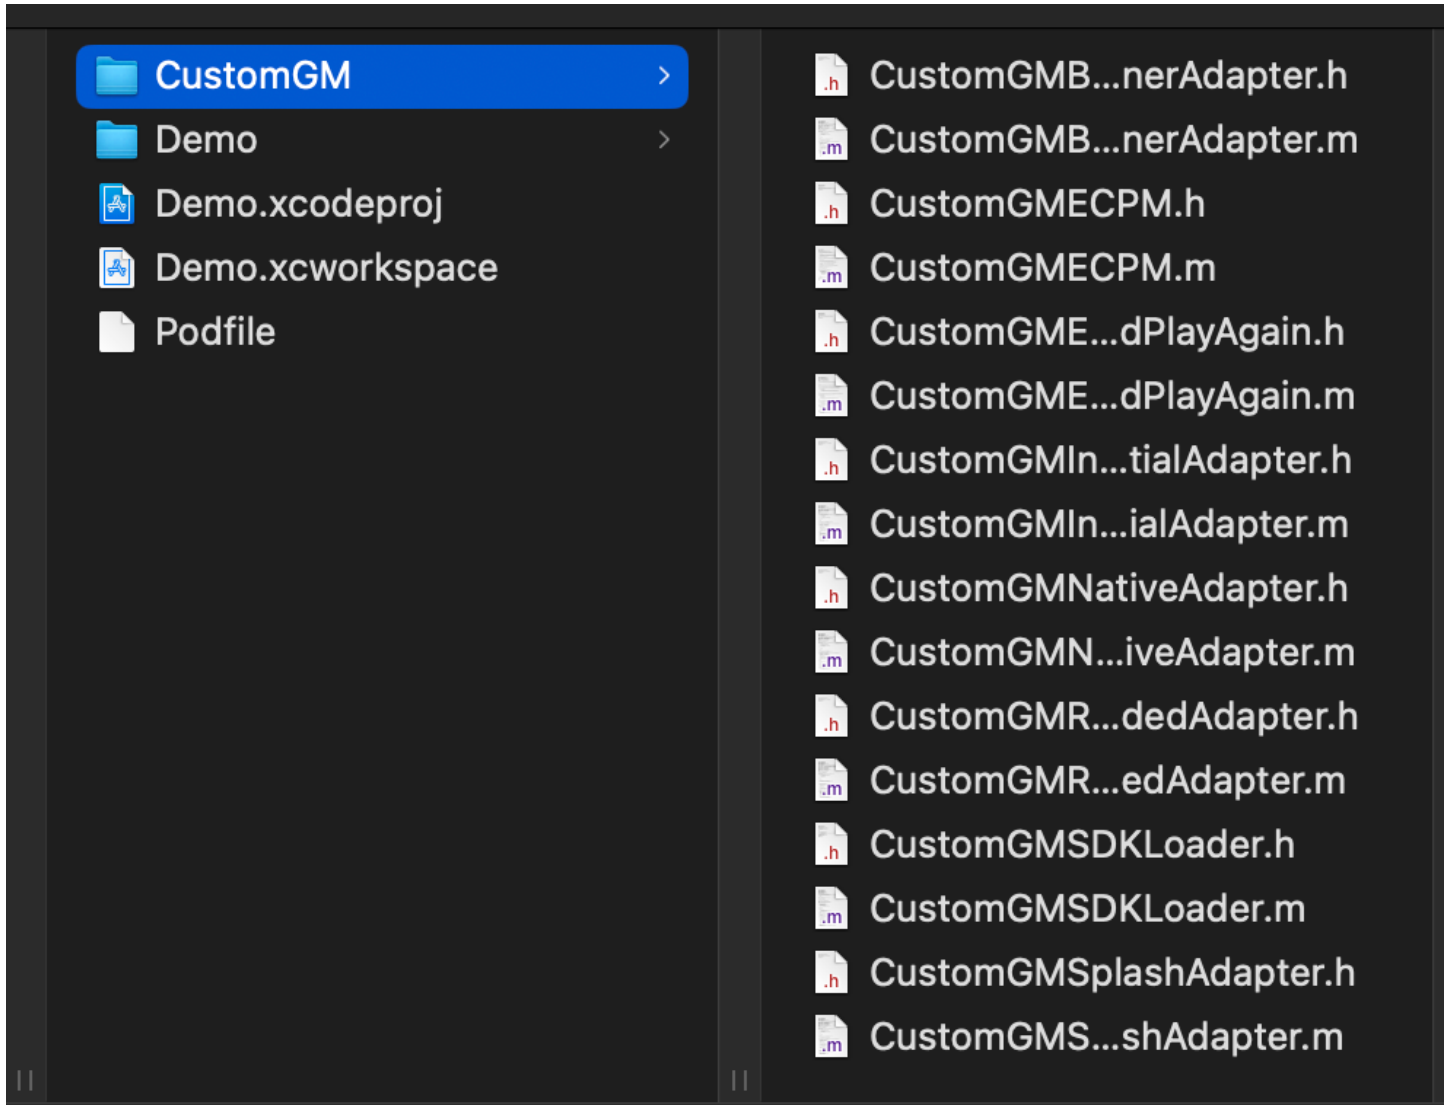 CustomGM
Demo
Demo.xcodeproj
Demo.xcworkspace
Podfile
.h CustomGMB...nerAdapter.h
.m CustomGMB...nerAdapter.m
.h CustomGMECPM.h
.m CustomGMECPM.m
.h CustomGME...dPlayAgain.h
.m CustomGME...dPlayAgain.m
.h CustomGMIn...tialAdapter.h
.m CustomGMIn...ialAdapter.m
.h CustomGMNativeAdapter.h
.m CustomGMN...iveAdapter.m
.h CustomGMR...dedAdapter.h
.m CustomGMR...edAdapter.m
.h CustomGMSDKLoader.h
.m CustomGMSDKLoader.m
.h CustomGMSplashAdapter.h
.m CustomGMS...shAdapter.m